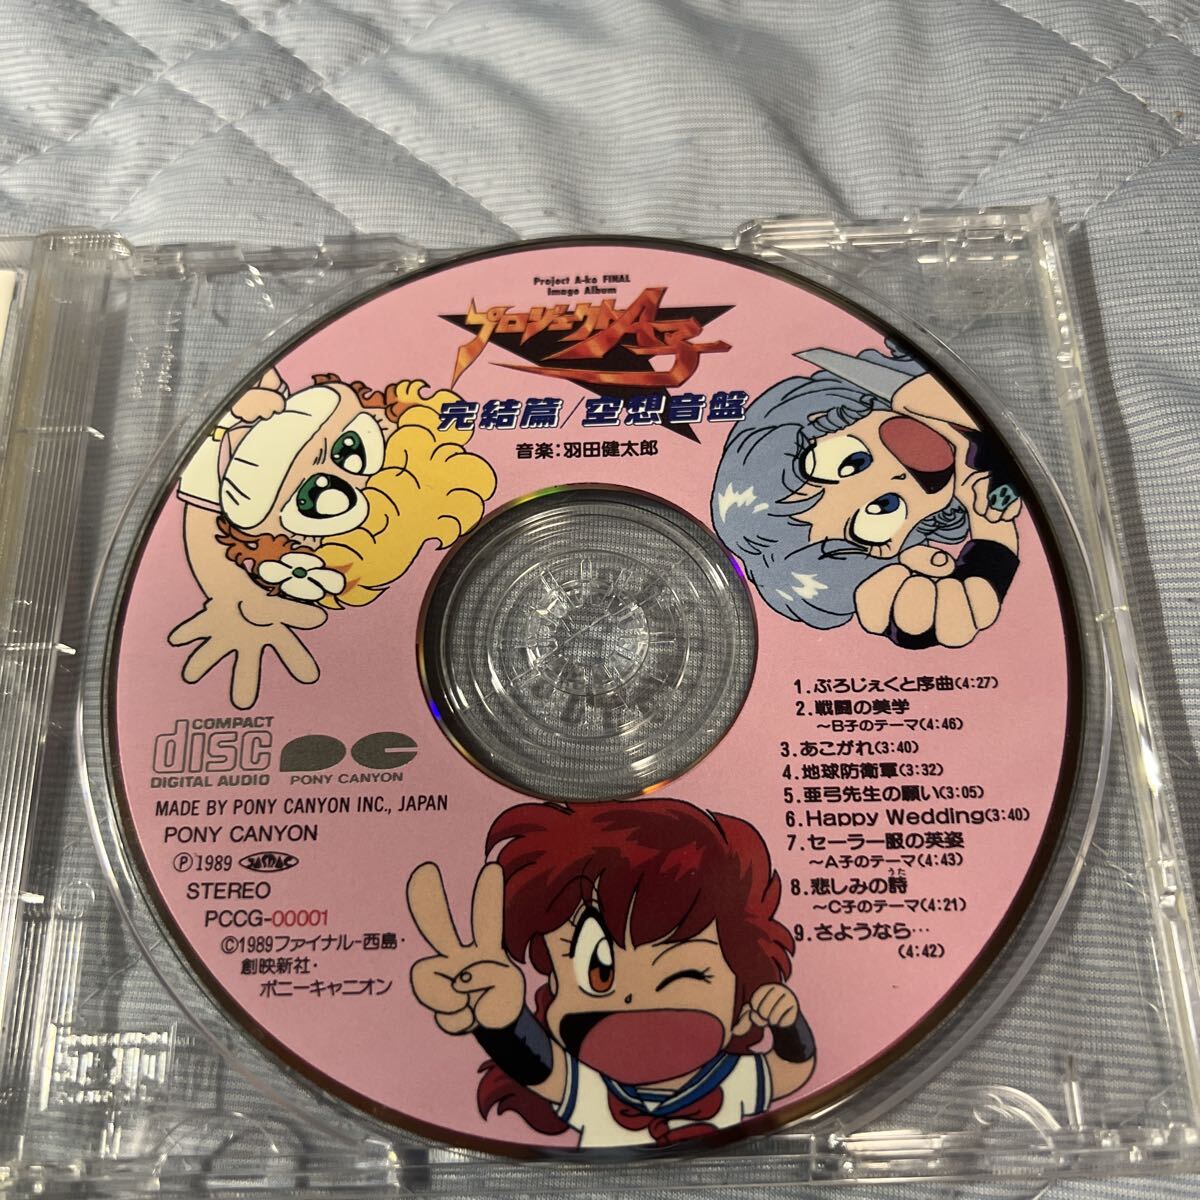 Project A-ko FINAL
Image Album
プロジェクトA子
完結篇/空想音盤
音楽:羽田健太郎
1.ぷろじぇくと序曲(4:27)
2.戦闘の美学
～B子のテーマ(4:46)
3.あこがれ(3:40)
4.地球防衛軍(3:32)
5.亜弓先生の願い(3:05)
6.Happy Wedding(3:40)
7.セーラー服の英姿
～A子のテーマ(4:43)
うた
8.悲しみの詩
～C子のテーマ(4:21)
9.さようなら…
(4:42)
COMPACT
disc
DIGITAL AUDIO
PONY CANYON
MADE BY PONY CANYON INC., JAPAN
PONY CANYON
Ⓟ1989 JASRAC
STEREO
PCCG-00001
©1989ファイナル-西島・
創映新社・
ポニーキャニオン